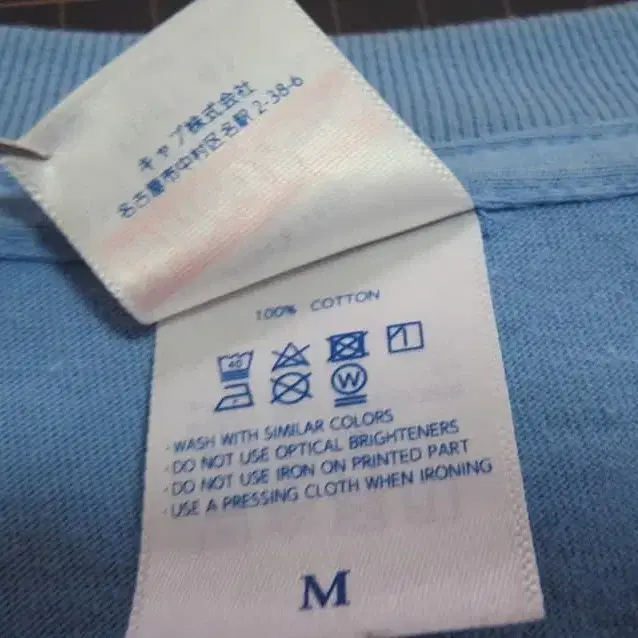 キャブ株式会社
名古屋市中村区名駅 2-38-6
100% COTTON
40
W
-WASH WITH SIMILAR COLORS
-DO NOT USE OPTICAL BRIGHTENERS
-DO NOT USE IRON ON PRINTED PART
-USE A PRESSING CLOTH WHEN IRONING
M